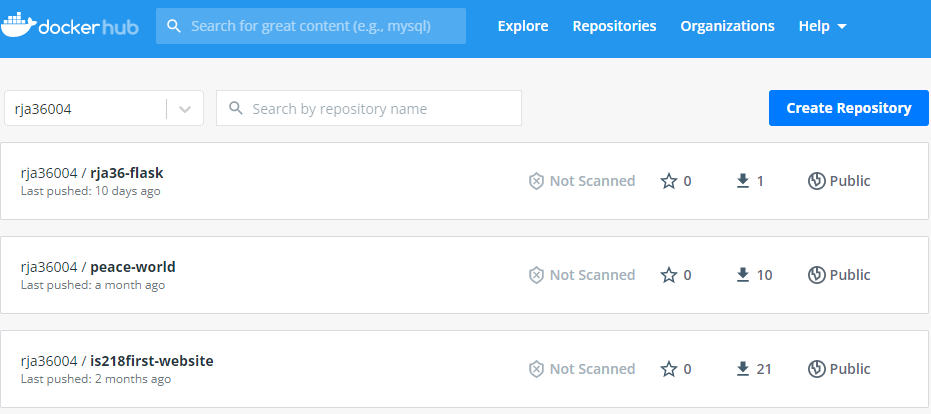 dockerhub Search for great content (e.g., mysql) Explore Repositories Organizations Help
rja36004 Search by repository name Create Repository
rja36004 / rja36-flask
Last pushed: 10 days ago
Not Scanned 0 1 Public
rja36004 / peace-world
Last pushed: a month ago
Not Scanned 0 10 Public
rja36004 / is218first-website
Last pushed: 2 months ago
Not Scanned 0 21 Public